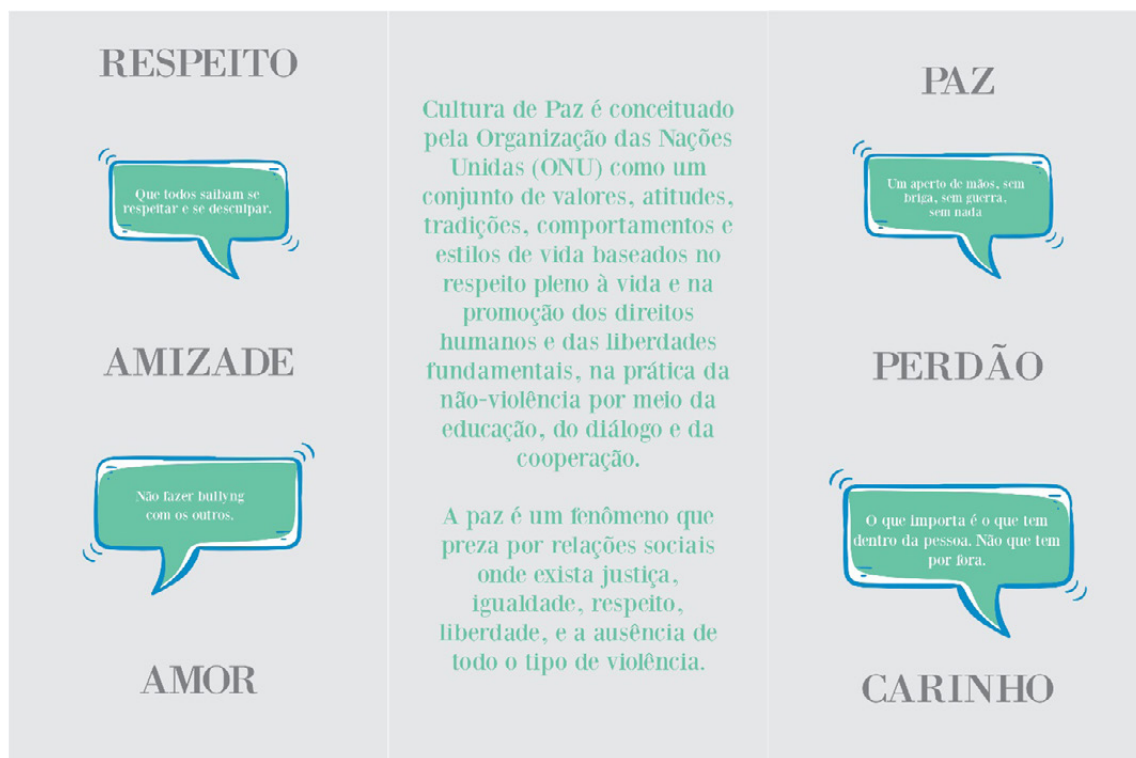 RESPEITO
Que todos saibam se
respeitar e se desculpar.
AMIZADE
Não fazer bullyng
com os outros.
AMOR
Cultura de Paz é conceituado
pela Organização das Nações
Unidas (ONU) como um
conjunto de valores, atitudes,
tradições, comportamentos e
estilos de vida baseados no
respeito pleno à vida e na
promoção dos direitos
humanos e das liberdades
fundamentais, na prática da
não-violência por meio da
educação, do diálogo e da
cooperação.
A paz é um fenômeno que
preza por relações sociais
onde exista justiça,
igualdade, respeito,
liberdade, e a ausência de
todo o tipo de violência.
PAZ
Um aperto de mãos, sem
briga, sem guerra,
sem nada
PERDÃO
O que importa é o que tem
dentro da pessoa. Não que tem
por fora.
CARINHO